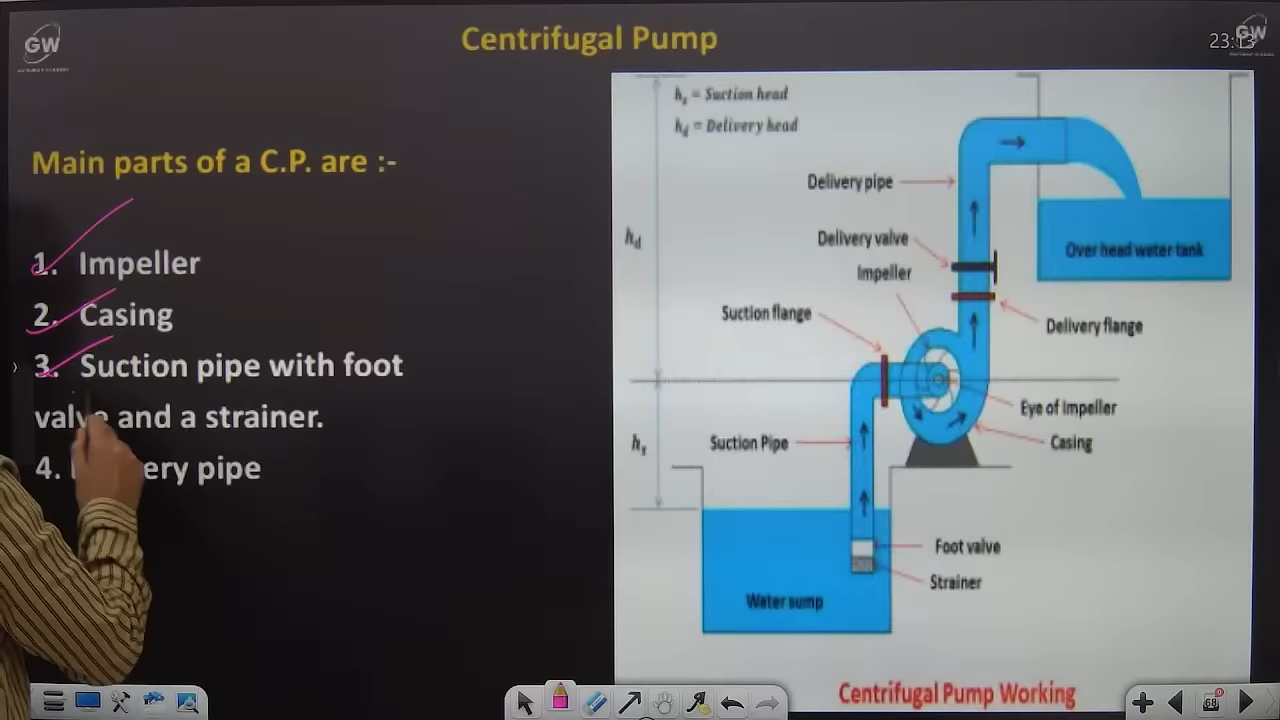 GW
Centrifugal Pump
23:13
GW
Main parts of a C.P. are :-
1. Impeller
2. Casing
3. Suction pipe with foot
valve and a strainer.
4. pipe
hs = Suction head
hd = Delivery head
Delivery pipe
hd
Delivery valve
Over head water tank
Impeller
Suction flange
Delivery flange
Eye of Impeller
hs
Suction Pipe
Casing
Foot valve
Strainer
Water sump
Centrifugal Pump Working
68